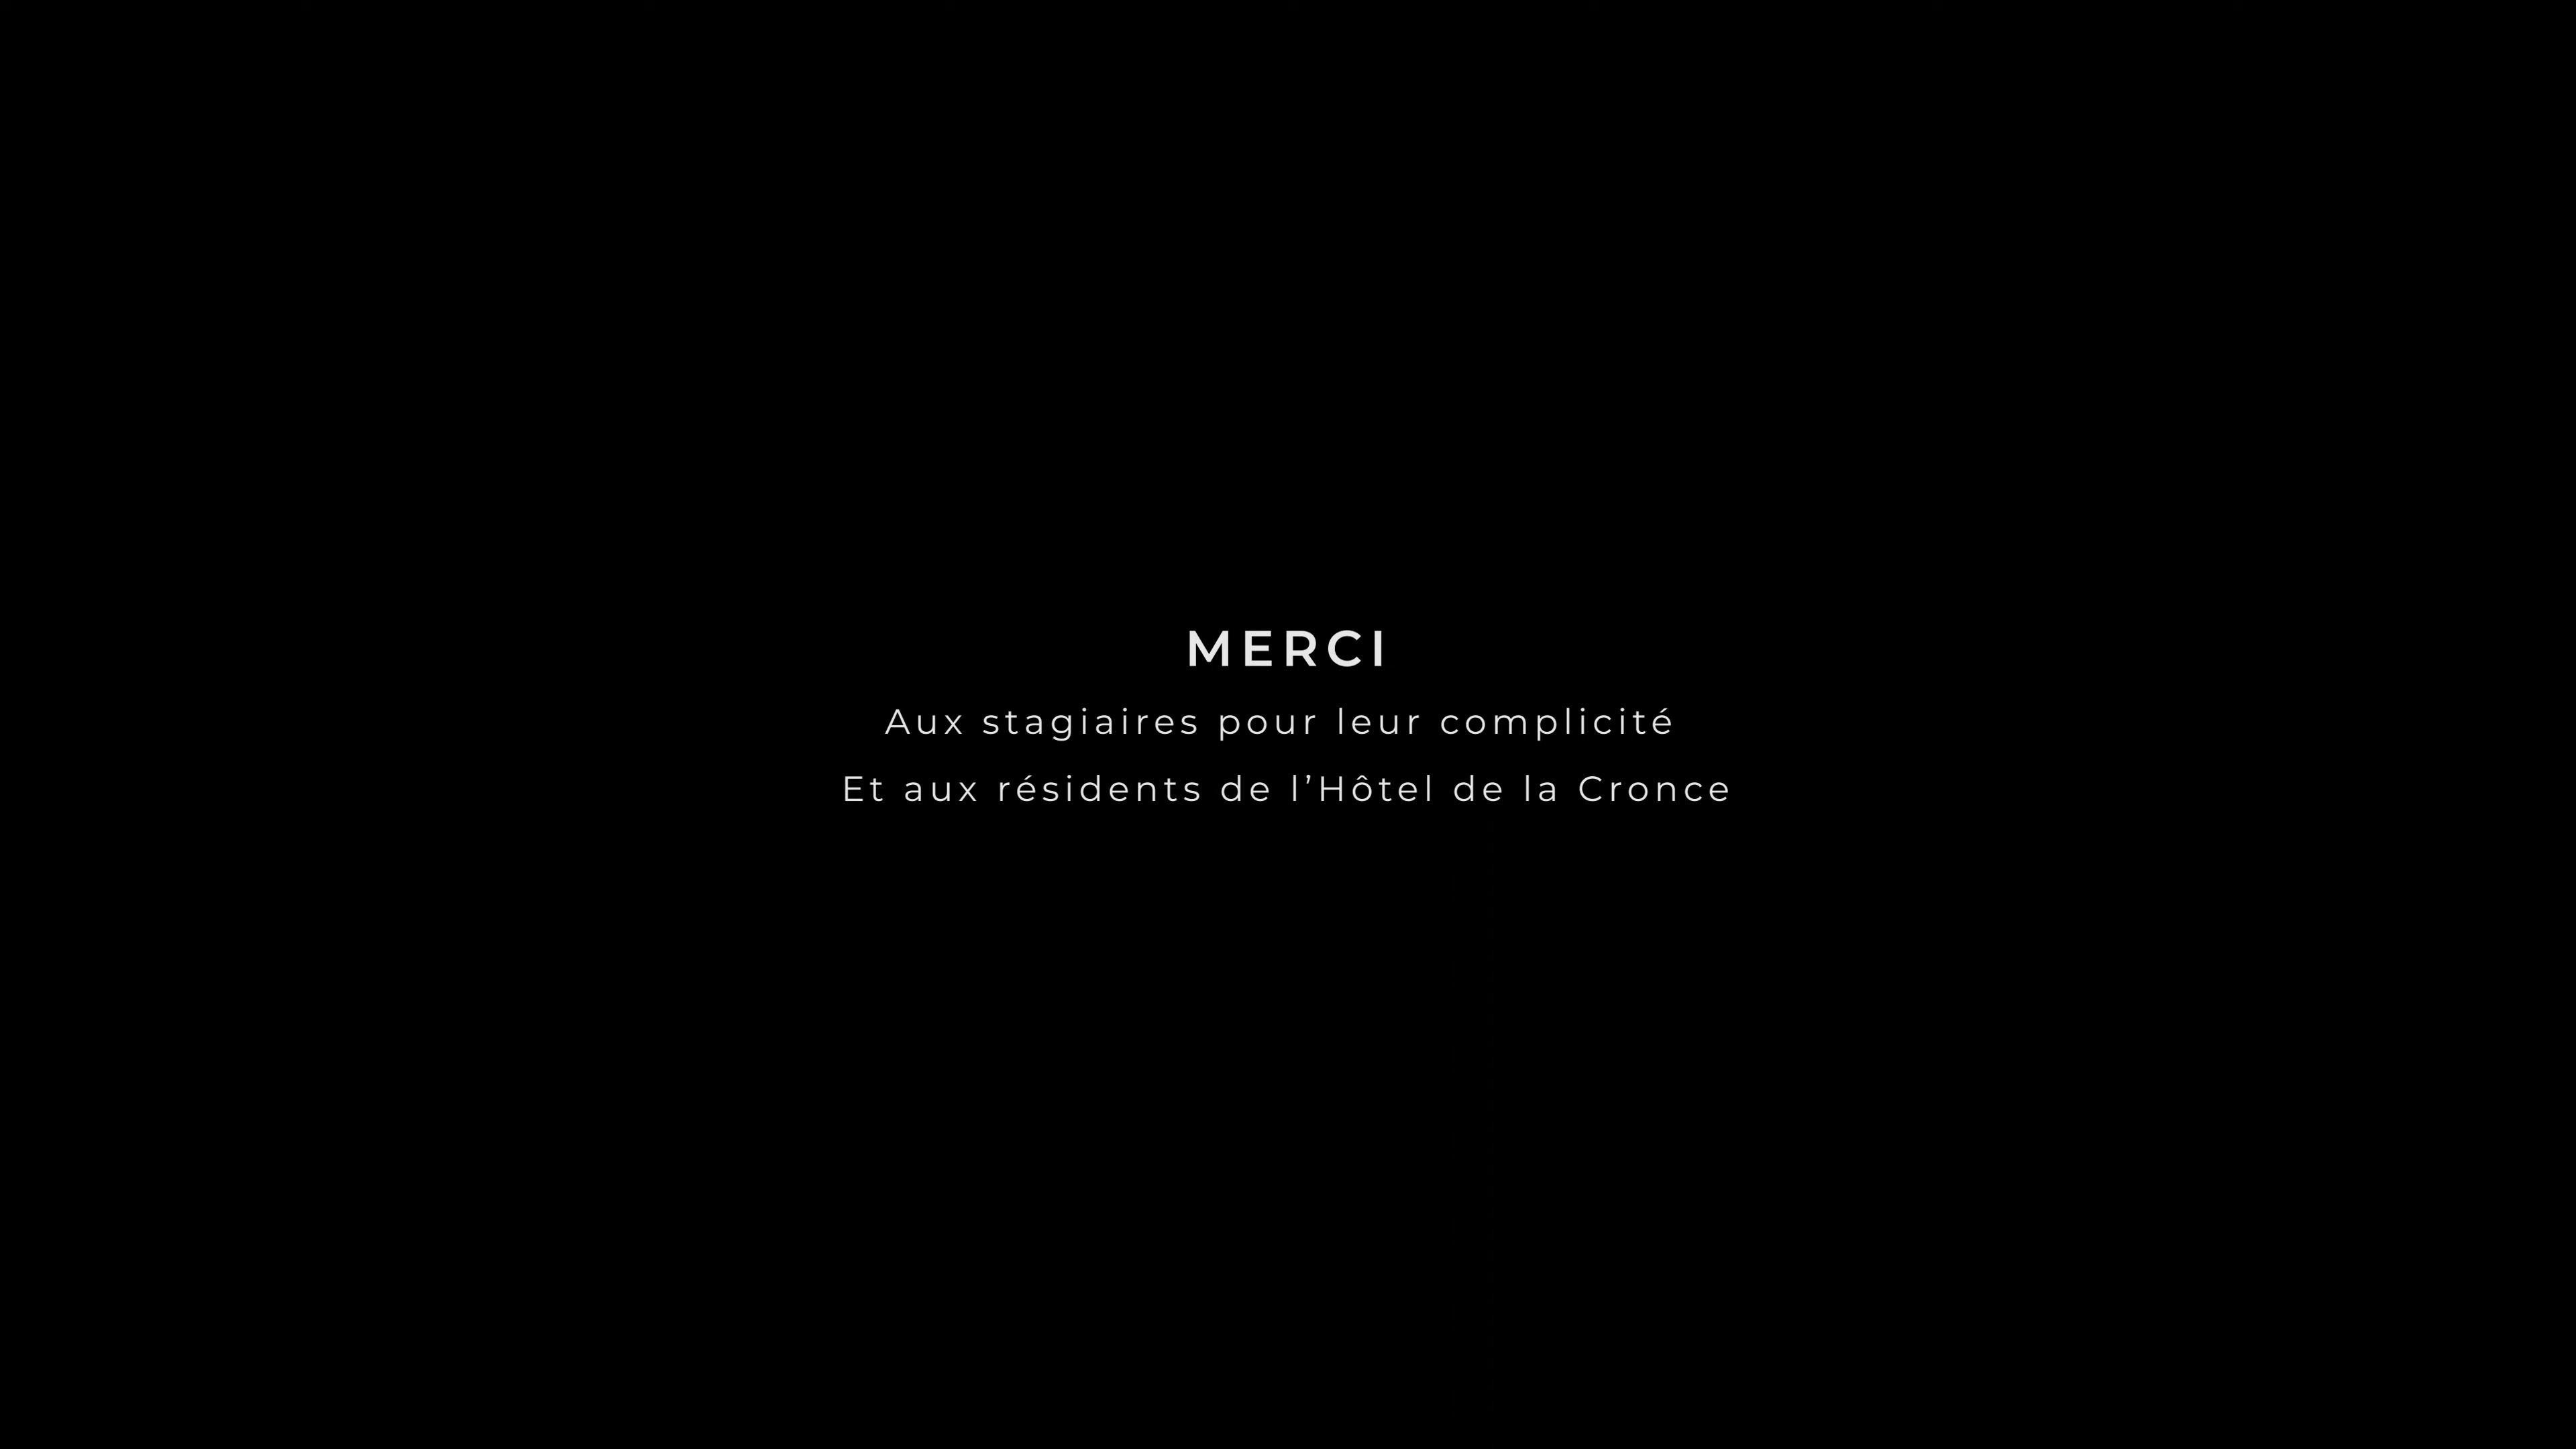 MERCI
Aux stagiaires pour leur complicité
Et aux résidents de l’Hôtel de la Cronce